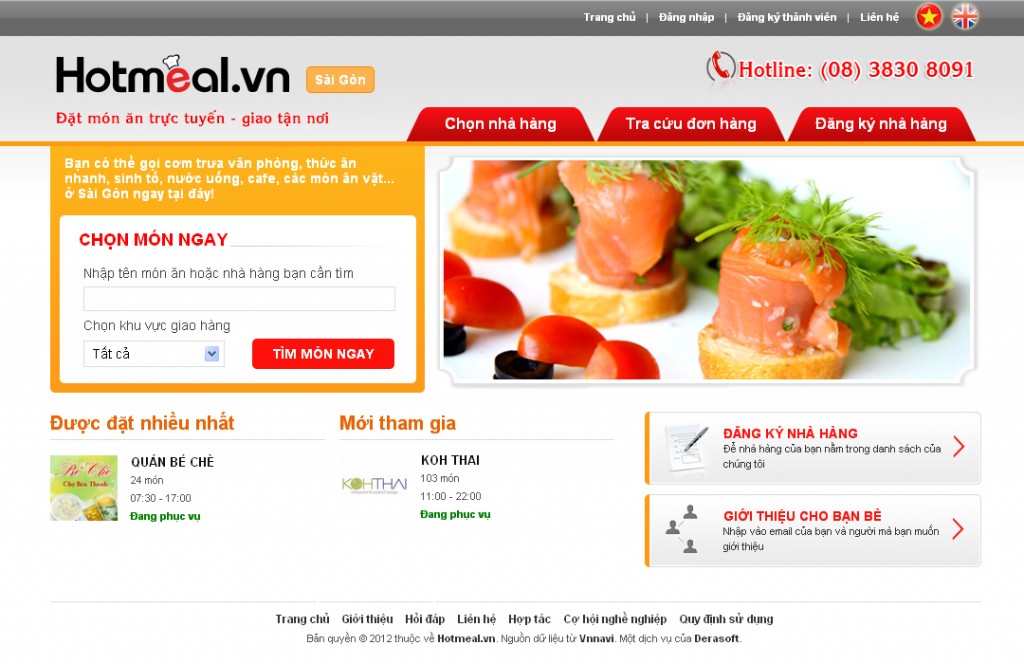 Trang chủ | Đăng nhập | Đăng ký thành viên | Liên hệ
Hotmeal.vn Sài Gòn
Hotline: (08) 3830 8091
Đặt món ăn trực tuyến - giao tận nơi
Chọn nhà hàng Tra cứu đơn hàng Đăng ký nhà hàng
Bạn có thể gọi cơm trưa văn phòng, thức ăn
nhanh, sinh tố, nước uống, cafe, các món ăn vặt...
ở Sài Gòn ngay tại đây!
CHỌN MÓN NGAY
Nhập tên món ăn hoặc nhà hàng bạn cần tìm
Chọn khu vực giao hàng
Tất cả TÌM MÓN NGAY
Được đặt nhiều nhất
Bé Chè
Chợ Bến Thành
QUÁN BÉ CHÈ
24 món
07:30 - 17:00
Đang phục vụ
Mới tham gia
KOHTHAI
KOH THAI
103 món
11:00 - 22:00
Đang phục vụ
ĐĂNG KÝ NHÀ HÀNG
Để nhà hàng của bạn nằm trong danh sách của
chúng tôi
GIỚI THIỆU CHO BẠN BÈ
Nhập vào email của bạn và người mà bạn muốn
giới thiệu
Trang chủ Giới thiệu Hỏi đáp Liên hệ Hợp tác Cơ hội nghề nghiệp Quy định sử dụng
Bản quyền © 2012 thuộc về Hotmeal.vn. Nguồn dữ liệu từ Vnnavi. Một dịch vụ của Derasoft.